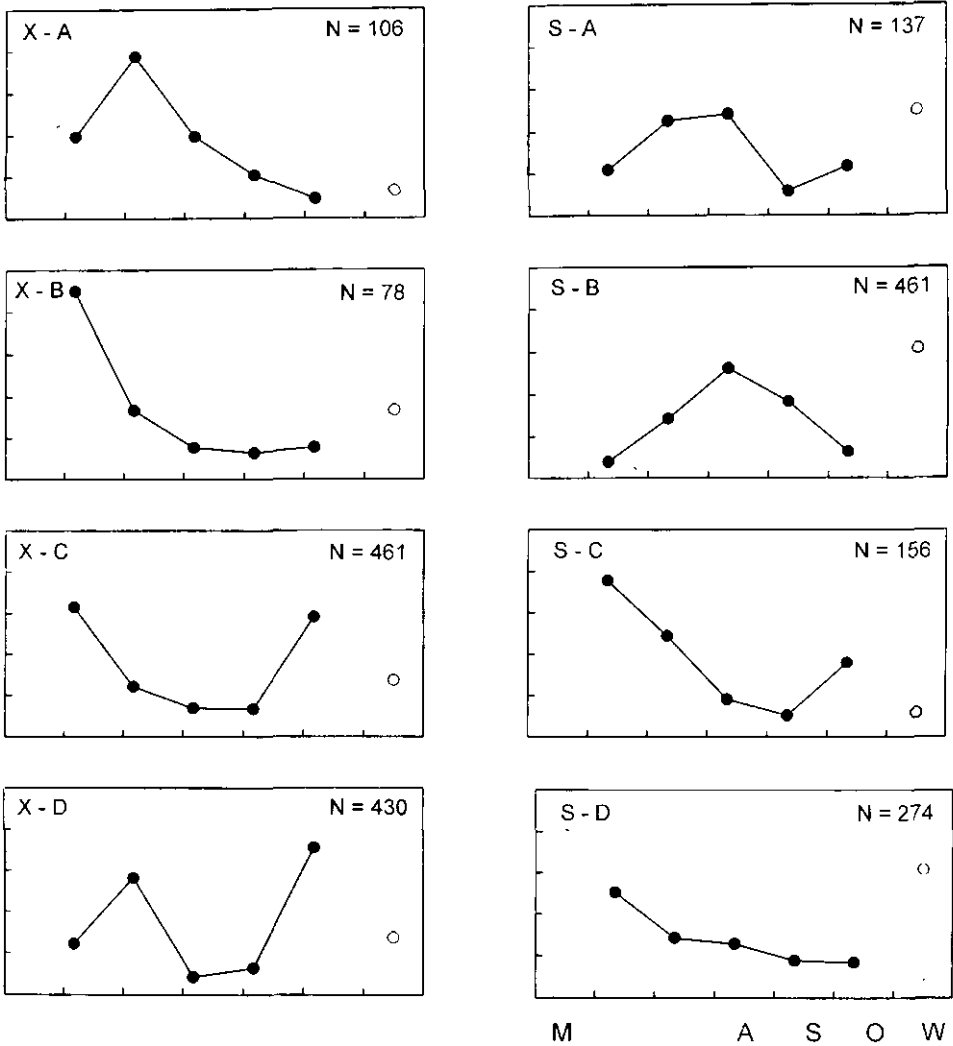 X - A N = 106
S - A N = 137
X - B N = 78
S - B N = 461
X - C N = 461
S - C N = 156
X - D N = 430
S - D N = 274
M A S O W